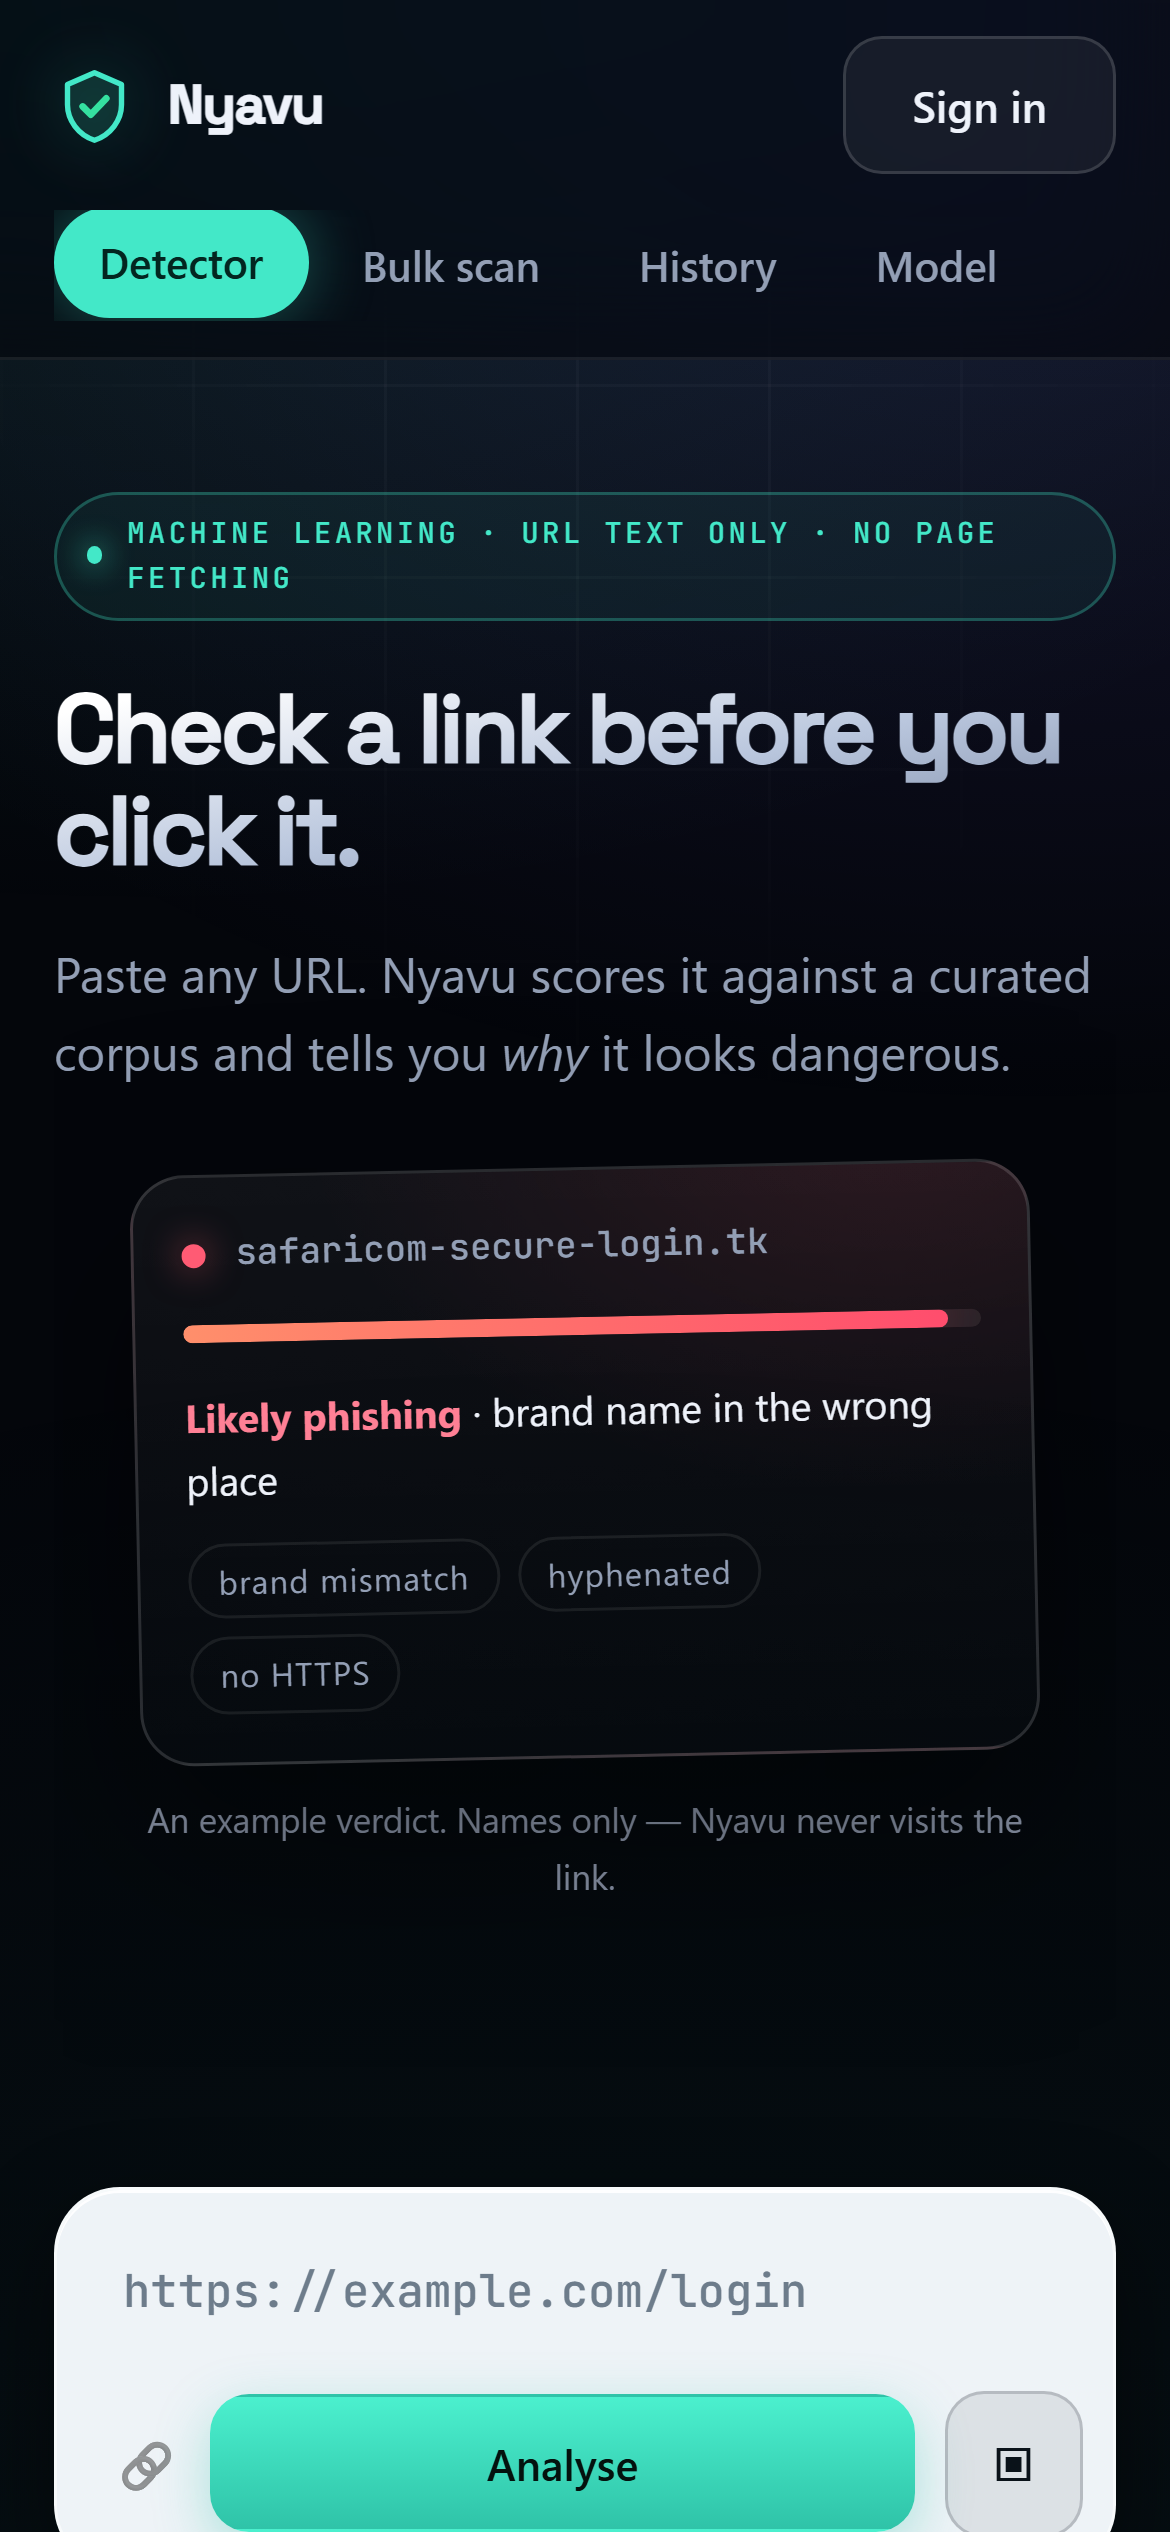 Nyavu
Sign in
Detector
Bulk scan
History
Model
MACHINE LEARNING · URL TEXT ONLY · NO PAGE
FETCHING
Check a link before you
click it.
Paste any URL. Nyavu scores it against a curated
corpus and tells you why it looks dangerous.
safaricom-secure-login.tk
Likely phishing · brand name in the wrong
place
brand mismatch
hyphenated
no HTTPS
An example verdict. Names only — Nyavu never visits the
link.
https://example.com/login
Analyse